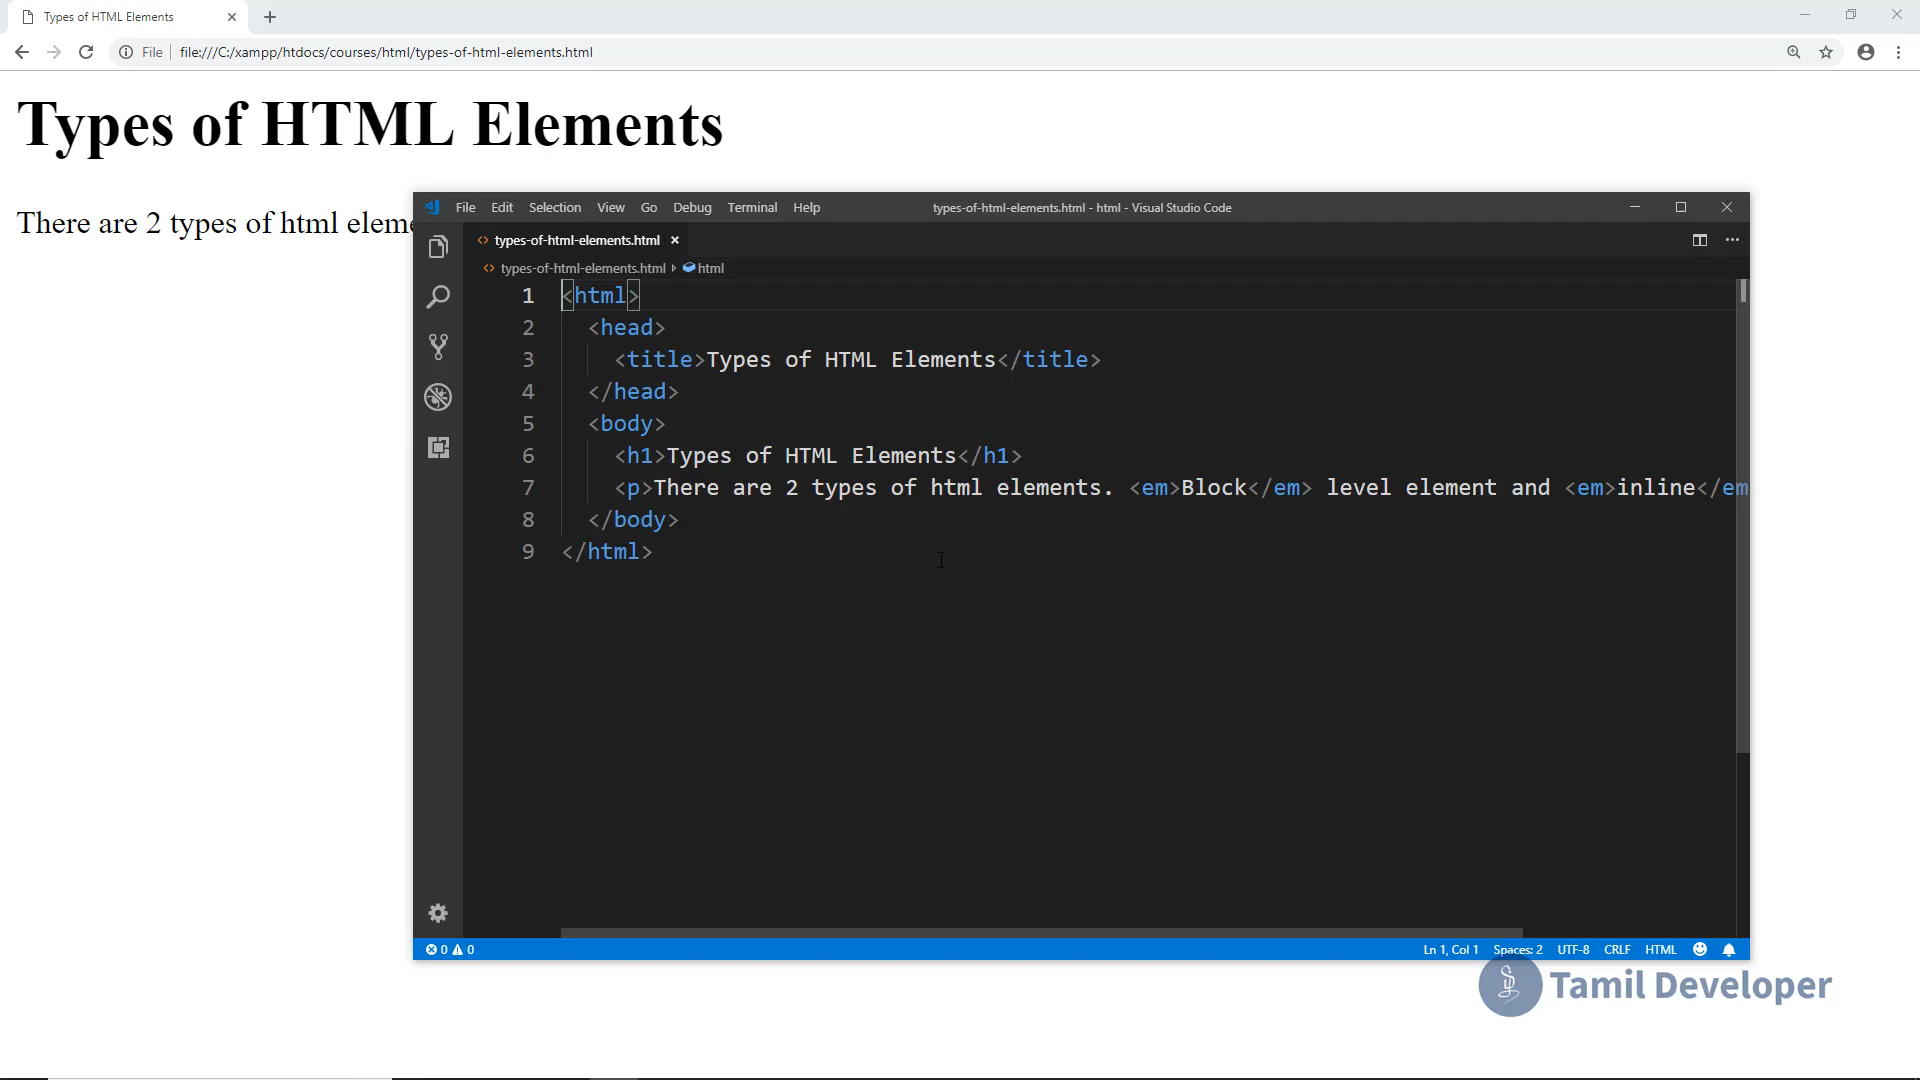 Types of HTML Elements
File file:///C:/xampp/htdocs/courses/html/types-of-html-elements.html
Types of HTML Elements
There are 2 types of html eleme
File Edit Selection View Go Debug Terminal Help types-of-html-elements.html - html - Visual Studio Code
types-of-html-elements.html
types-of-html-elements.html html
1 <html>
2 <head>
3 <title>Types of HTML Elements</title>
4 </head>
5 <body>
6 <h1>Types of HTML Elements</h1>
7 <p>There are 2 types of html elements. <em>Block</em> level element and <em>inline</em
8 </body>
9 </html>
0 0 Ln 1, Col 1 Spaces: 2 UTF-8 CRLF HTML
Tamil Developer